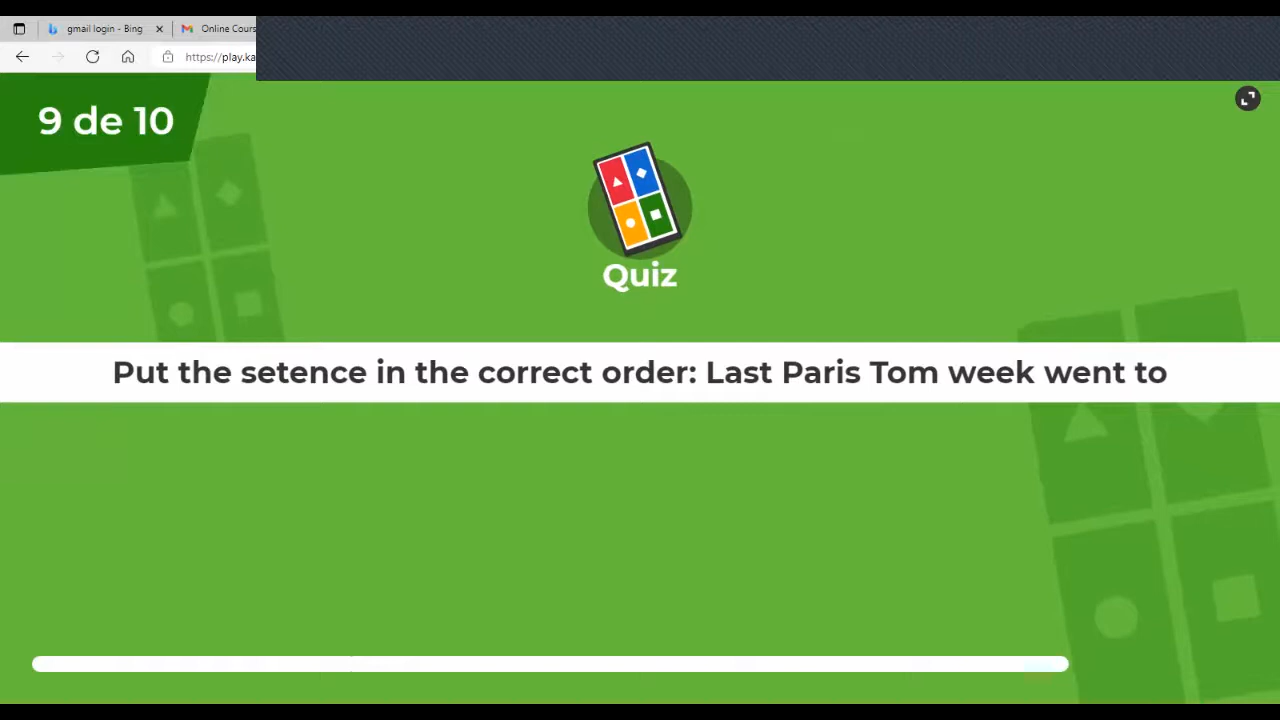 gmail login - Bing
Online Cours
https://play.ka
9 de 10
Quiz
Put the setence in the correct order: Last Paris Tom week went to